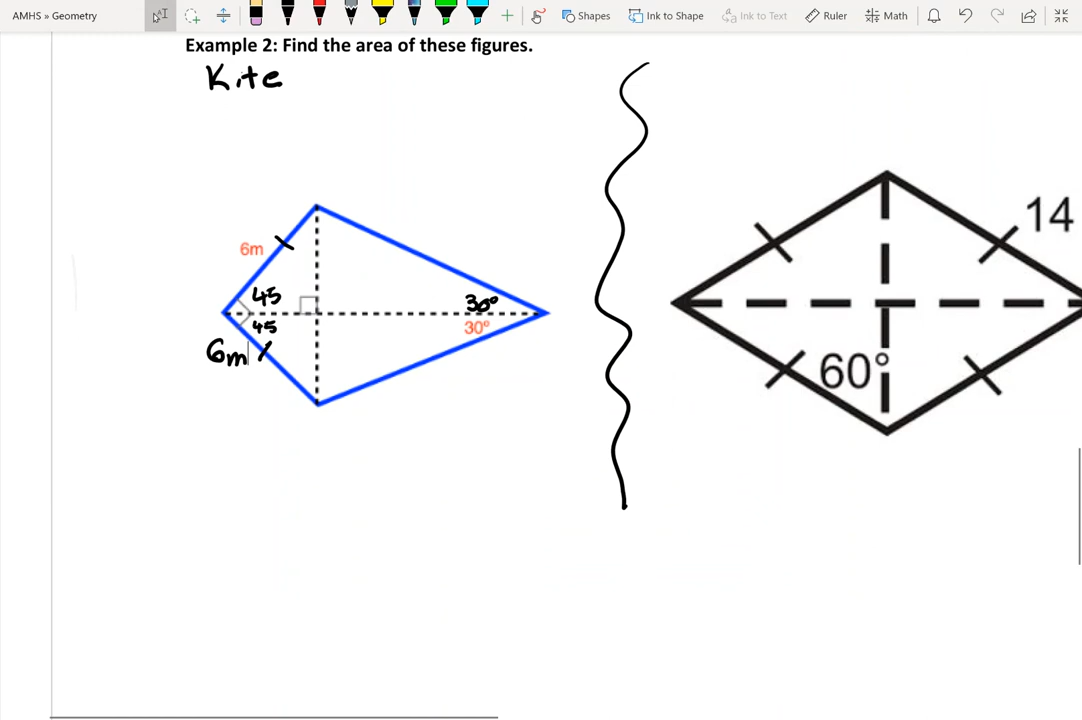 AMHS » Geometry
Shapes
Ink to Shape
Ink to Text
Ruler
Math
Example 2: Find the area of these figures.
Kite
6m
45
45
6m
30°
30°
14
60°